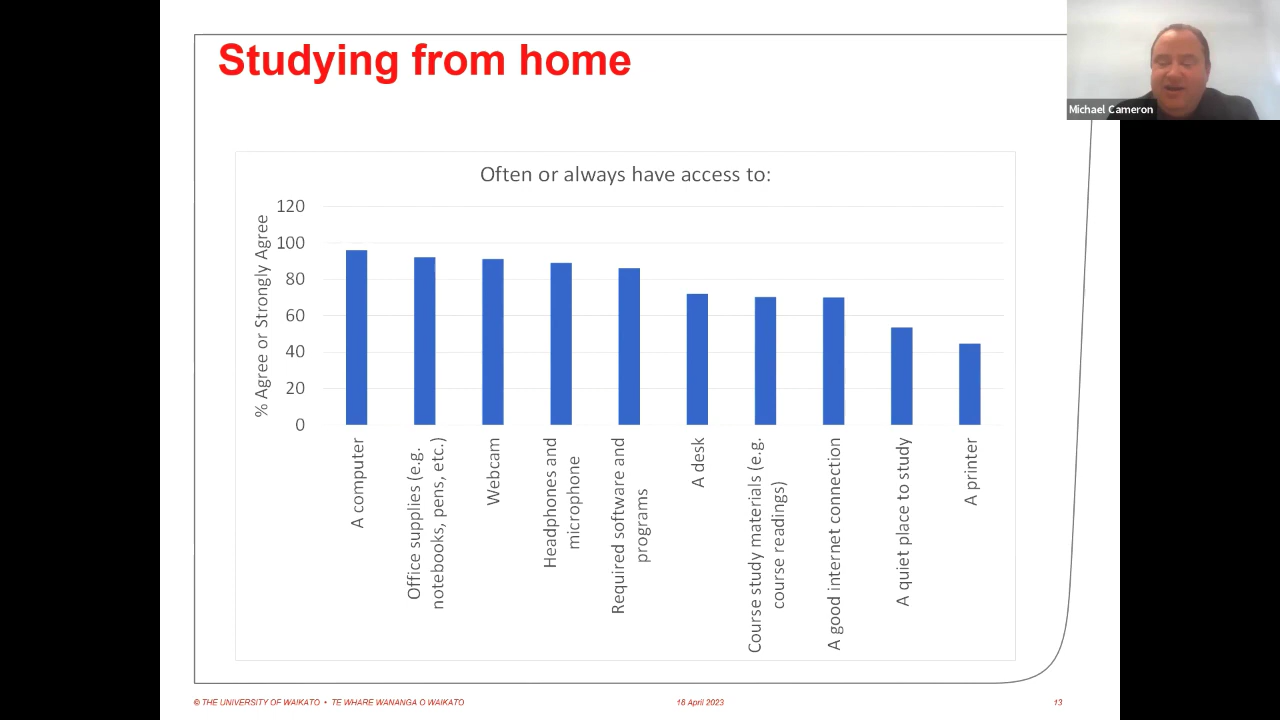 Studying from home
Michael Cameron
Often or always have access to:
% Agree or Strongly Agree
120
100
80
60
40
20
0
A computer
Office supplies (e.g.
notebooks, pens, etc.)
Webcam
Headphones and
microphone
Required software and
programs
A desk
Course study materials (e.g.
course readings)
A good internet connection
A quiet place to study
A printer
© THE UNIVERSITY OF WAIKATO • TE WHARE WANANGA O WAIKATO
18 April 2023
13